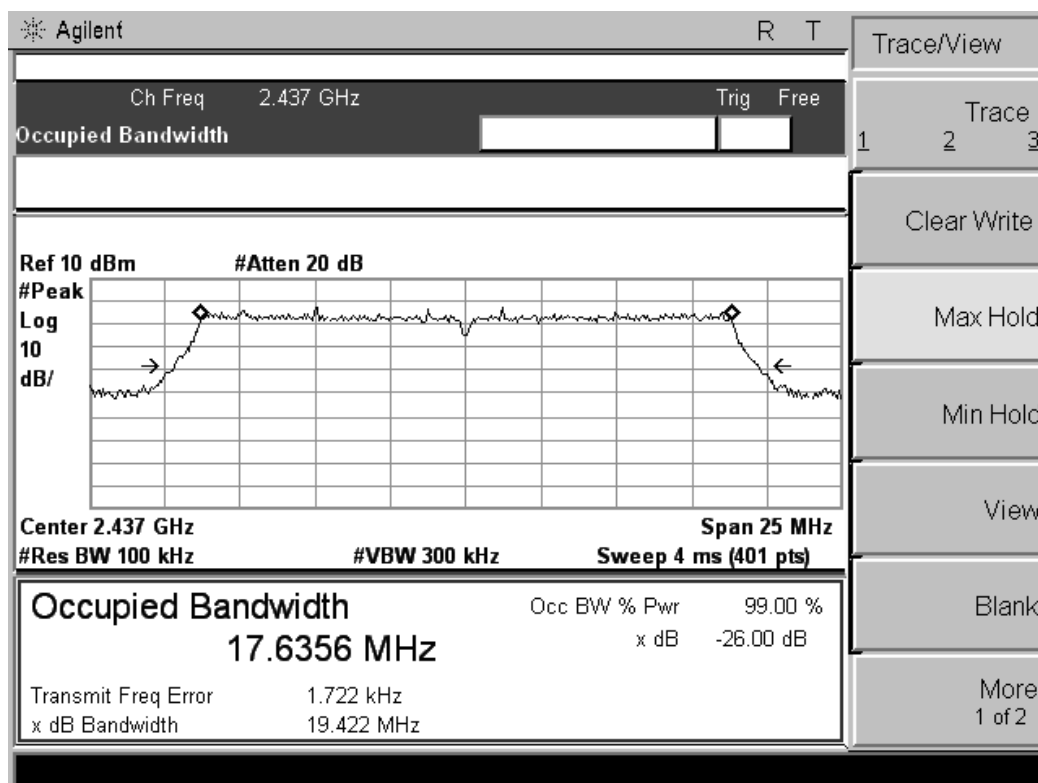 Agilent R T
Trace/View
Ch Freq 2.437 GHz Trig Free
Occupied Bandwidth
Trace
1 2 3
Clear Write
Ref 10 dBm #Atten 20 dB
#Peak
Log
10
dB/
Max Hold
Min Hold
View
Center 2.437 GHz Span 25 MHz
#Res BW 100 kHz #VBW 300 kHz Sweep 4 ms (401 pts)
Occupied Bandwidth
17.6356 MHz
Occ BW % Pwr 99.00 %
x dB -26.00 dB
Transmit Freq Error 1.722 kHz
x dB Bandwidth 19.422 MHz
Blank
More
1 of 2